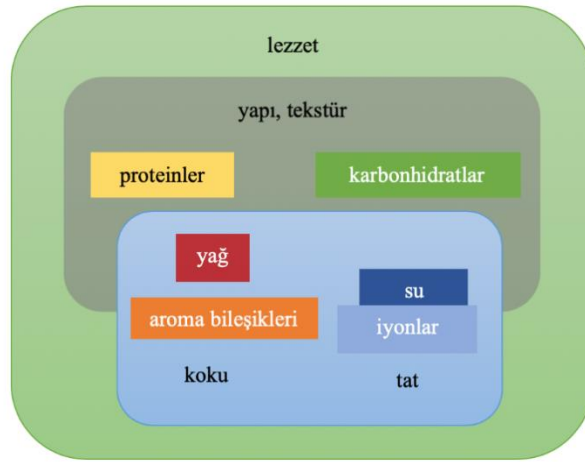 lezzet
yapı, tekstür
proteinler
karbonhidratlar
yağ
su
aroma bileşikleri
iyonlar
koku
tat